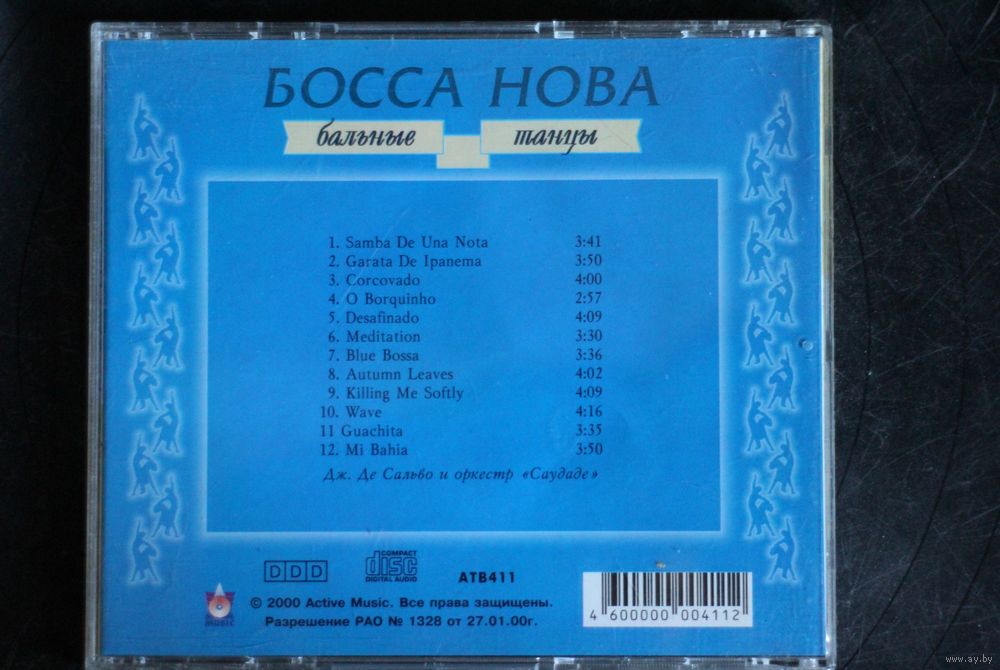 БОССА НОВА
бальные танцы
1. Samba De Una Nota 3:41
2. Garata De Ipanema 3:50
3. Corcovado 4:00
4. O Borquinho 2:57
5. Desafinado 4:09
6. Meditation 3:30
7. Blue Bossa 3:36
8. Autumn Leaves 4:02
9. Killing Me Softly 4:09
10. Wave 4:16
11 Guachita 3:35
12. Mi Bahia 3:50
Дж. Де Сальво и оркестр «Саудаде»
DDD
COMPACT
disc
DIGITAL AUDIO
ATB411
MUSIC
© 2000 Active Music. Все права защищены.
Разрешение РАО № 1328 от 27.01.00г.
4 600000 004112
www.ay.by